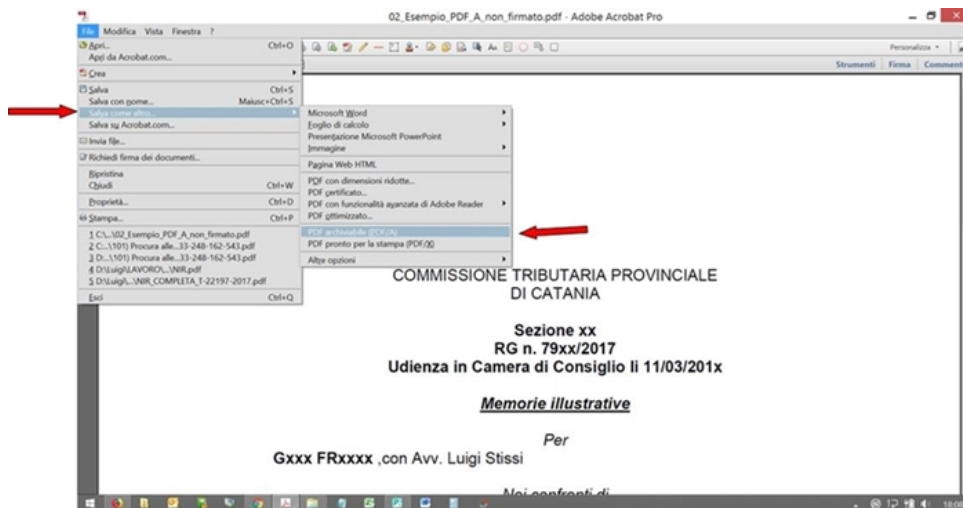 02_Esempio_PDF_A_non_firmato.pdf - Adobe Acrobat Pro
File Modifica Vista Finestra ?
Personalizza
Strumenti Firma Comment
Apri... Ctrl+O
Apri da Acrobat.com...
Crea
Salva Ctrl+S
Salva con nome... Maiusc+Ctrl+S
Salva come altro...
Salva su Acrobat.com...
Invia file...
Richiedi firma dei documenti...
Ripristina
Chiudi Ctrl+W
Proprietà... Ctrl+D
Stampa... Ctrl+P
1 C:\...\02_Esempio_PDF_A_non_firmato.pdf
2 C:...\101) Procura alle...33-248-162-543.pdf
3 D:...\101) Procura alle...33-248-162-543.pdf
4 D:\Luigi\LAVORO\...\NIR.pdf
5 D:\Luigi\...\NIR_COMPLETA_T-22197-2017.pdf
Esci Ctrl+Q
Microsoft Word
Foglio di calcolo
Presentazione Microsoft PowerPoint
Immagine
Pagina Web HTML
PDF con dimensioni ridotte...
PDF certificato...
PDF con funzionalità avanzata di Adobe Reader
PDF ottimizzato...
PDF archiviabile (PDF/A)
PDF pronto per la stampa (PDF/X)
Altre opzioni
COMMISSIONE TRIBUTARIA PROVINCIALE
DI CATANIA
Sezione xx
RG n. 79xx/2017
Udienza in Camera di Consiglio li 11/03/201x
Memorie illustrative
Per
Gxxx FRxxxx ,con Avv. Luigi Stissi
Nei confronti di
18:08